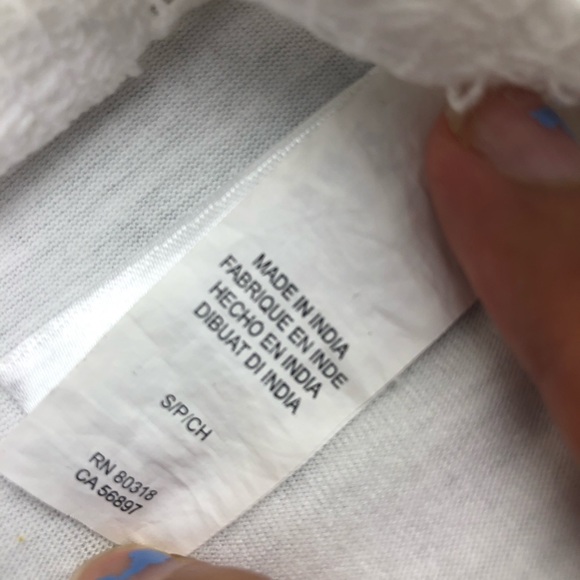 MADE IN INDIA
FABRIQUE EN INDE
HECHO EN INDIA
DIBUAT DI INDIA
S/P/CH
RN 80318
CA 56897